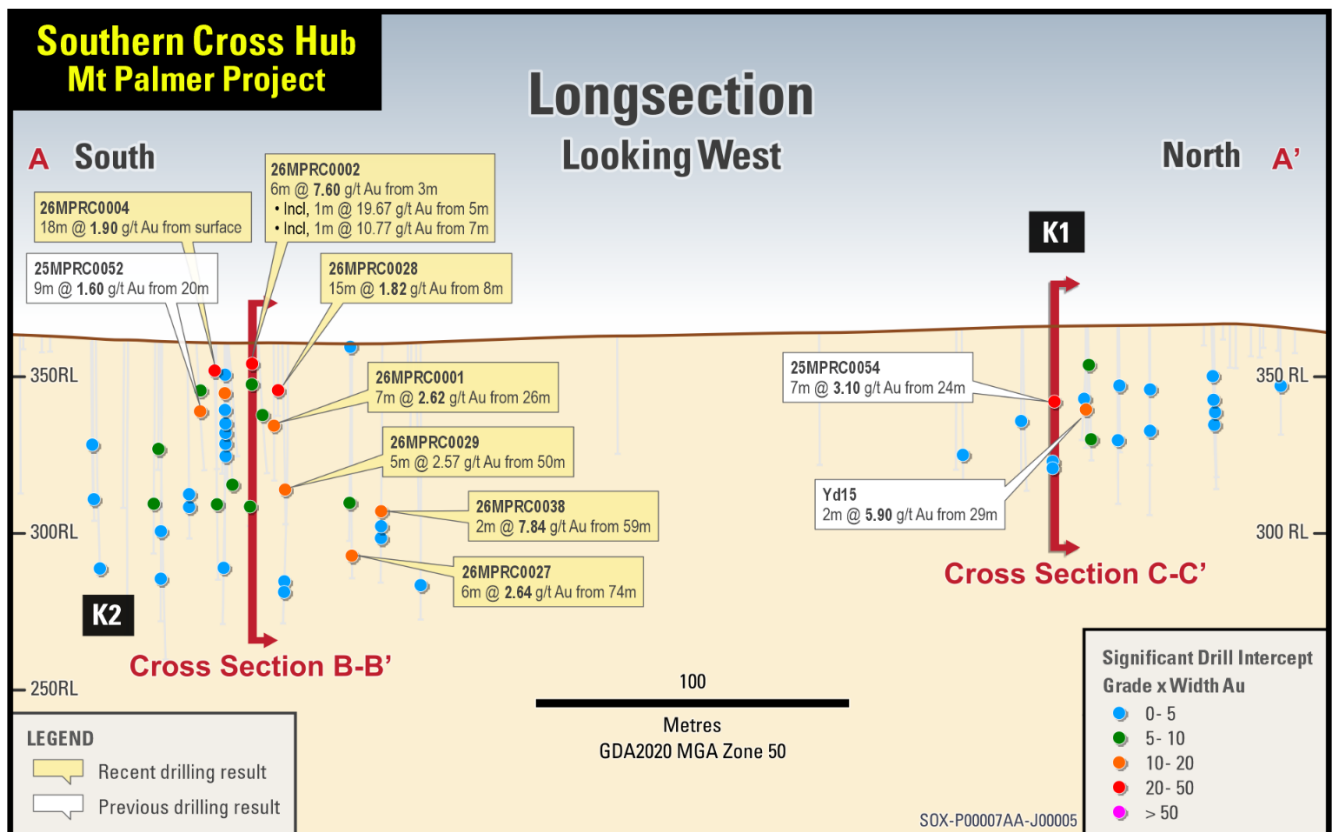 Southern Cross Hub
Mt Palmer Project
Longsection
Looking West
A South
North A'
26MPRC0002
6m @ 7.60 g/t Au from 3m
• Incl, 1m @ 19.67 g/t Au from 5m
• Incl, 1m @ 10.77 g/t Au from 7m
26MPRC0004
18m @ 1.90 g/t Au from surface
25MPRC0052
9m @ 1.60 g/t Au from 20m
26MPRC0028
15m @ 1.82 g/t Au from 8m
K1
350RL
350 RL
26MPRC0001
7m @ 2.62 g/t Au from 26m
25MPRC0054
7m @ 3.10 g/t Au from 24m
26MPRC0029
5m @ 2.57 g/t Au from 50m
Yd15
2m @ 5.90 g/t Au from 29m
26MPRC0038
2m @ 7.84 g/t Au from 59m
300RL
300 RL
26MPRC0027
6m @ 2.64 g/t Au from 74m
Cross Section C-C’
K2
Cross Section B-B’
250RL
100
Metres
GDA2020 MGA Zone 50
LEGEND
Recent drilling result
Previous drilling result
Significant Drill Intercept
Grade x Width Au
0- 5
5- 10
10- 20
20- 50
> 50
SOX-P00007AA-J00005